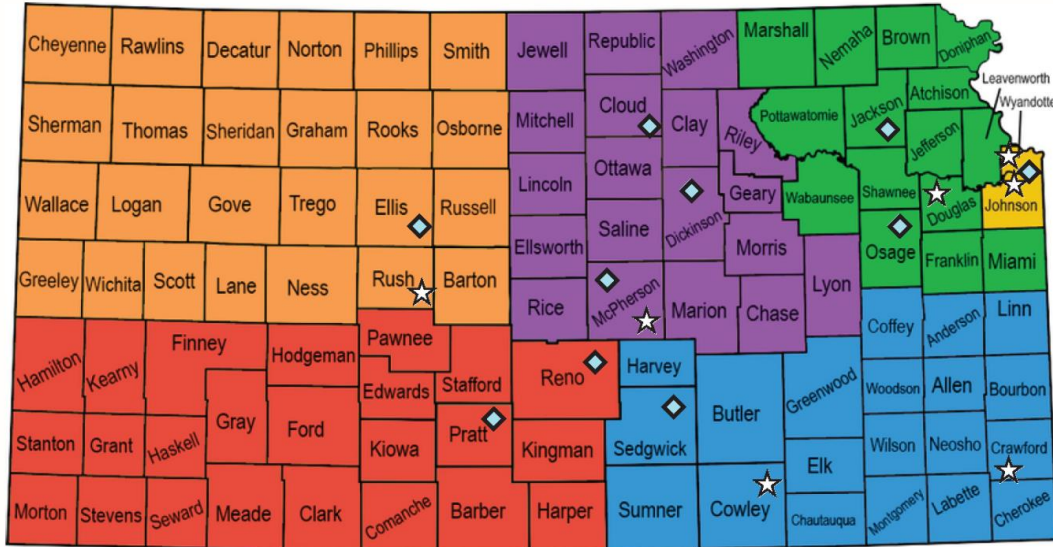 Cheyenne Rawlins Decatur Norton Phillips Smith Jewell Republic Washington Marshall Nemaha Brown Doniphan
Leavenworth
Wyandotte
Sherman Thomas Sheridan Graham Rooks Osborne Mitchell Cloud Clay Riley Pottawatomie Jackson Atchison
Jefferson
Wallace Logan Gove Trego Ellis Russell Lincoln Ottawa Geary Wabaunsee Shawnee Douglas Johnson
Greeley Wichita Scott Lane Ness Rush Barton Ellsworth Saline Dickinson Morris Osage Franklin Miami
Rice McPherson Marion Chase Lyon
Hamilton Kearny Finney Hodgeman Pawnee Coffey Anderson Linn
Edwards Stafford Reno Harvey Greenwood Woodson Allen Bourbon
Stanton Grant Haskell Gray Ford Kiowa Pratt Kingman Sedgwick Butler Elk Wilson Neosho Crawford
Morton Stevens Seward Meade Clark Comanche Barber Harper Sumner Cowley Chautauqua Montgomery Labette Cherokee